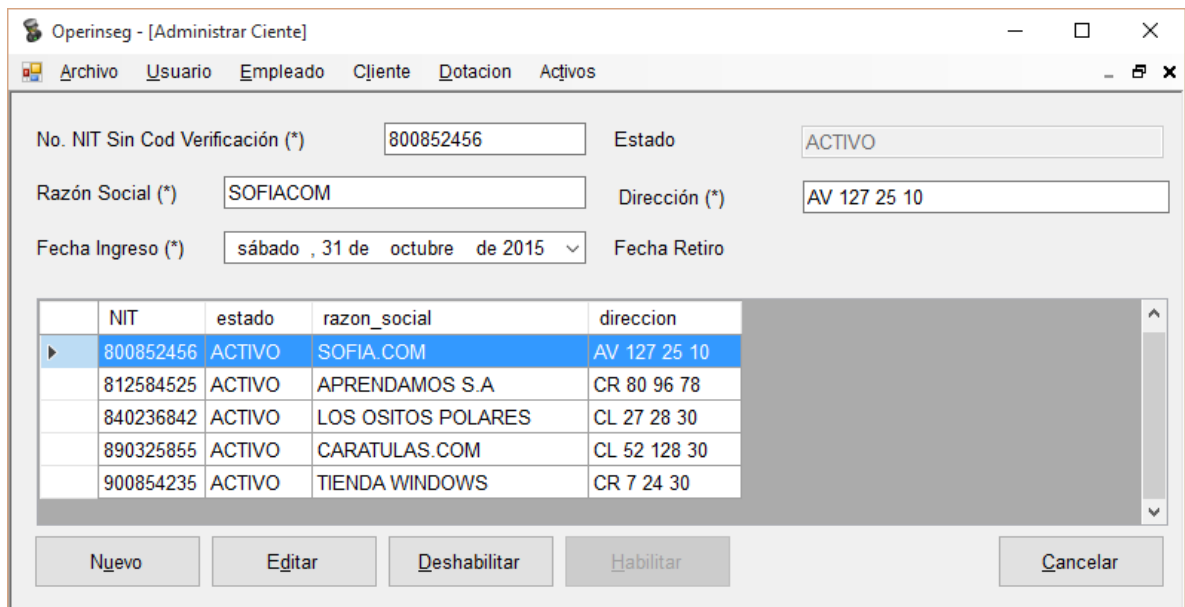 Operinseg - [Administrar Ciente]
Archivo Usuario Empleado Cliente Dotacion Activos
No. NIT Sin Cod Verificación (*) 800852456 Estado ACTIVO
Razón Social (*) SOFIACOM Dirección (*) AV 127 25 10
Fecha Ingreso (*) sábado , 31 de octubre de 2015 Fecha Retiro
NIT estado razon_social direccion
800852456 ACTIVO SOFIA.COM AV 127 25 10
812584525 ACTIVO APRENDAMOS S.A CR 80 96 78
840236842 ACTIVO LOS OSITOS POLARES CL 27 28 30
890325855 ACTIVO CARATULAS.COM CL 52 128 30
900854235 ACTIVO TIENDA WINDOWS CR 7 24 30
Nuevo Editar Deshabilitar Habilitar Cancelar